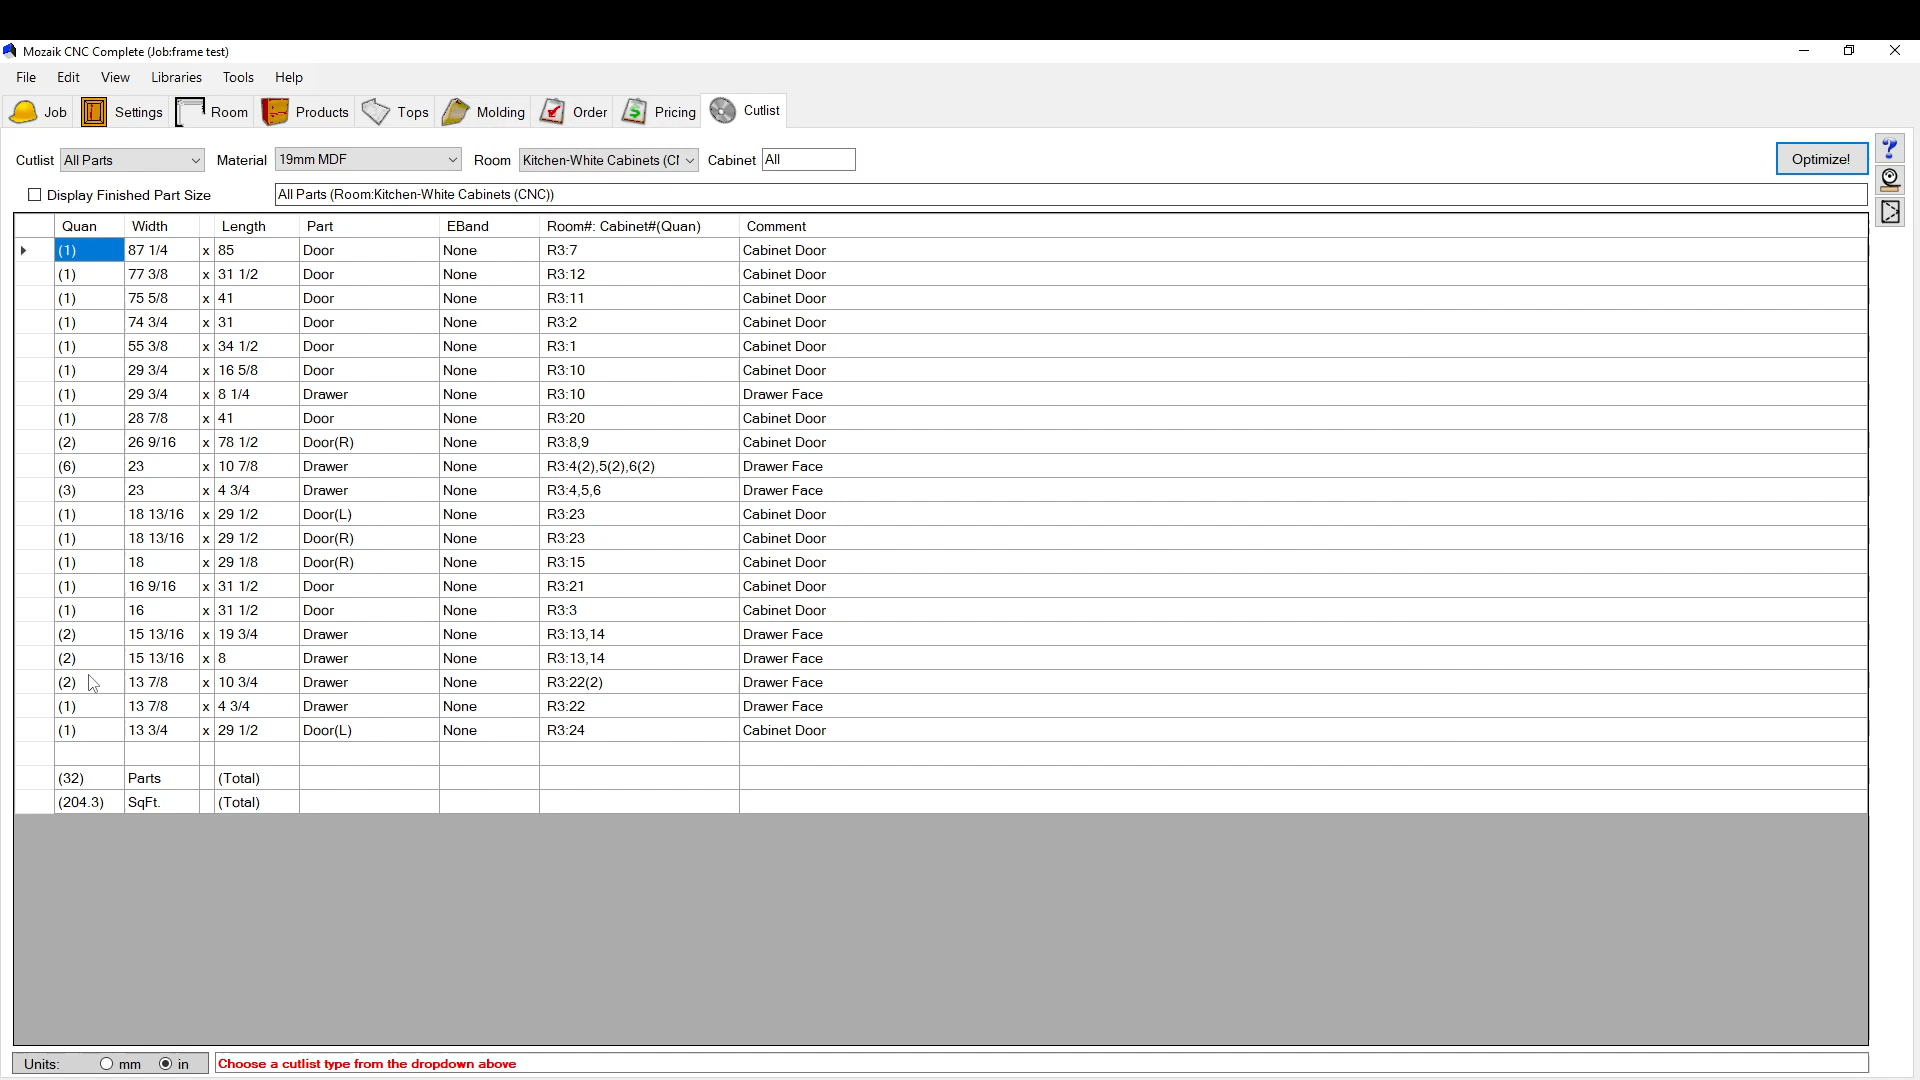 Mozaik CNC Complete (Job:frame test)
File Edit View Libraries Tools Help
Job Settings Room Products Tops Molding Order Pricing Cutlist
Cutlist All Parts Material 19mm MDF Room Kitchen-White Cabinets (CI Cabinet All Optimize!
Display Finished Part Size All Parts (Room:Kitchen-White Cabinets (CNC))
Quan Width Length Part EBand Room#: Cabinet#(Quan) Comment
(1) 87 1/4 x 85 Door None R3:7 Cabinet Door
(1) 77 3/8 x 31 1/2 Door None R3:12 Cabinet Door
(1) 75 5/8 x 41 Door None R3:11 Cabinet Door
(1) 74 3/4 x 31 Door None R3:2 Cabinet Door
(1) 55 3/8 x 34 1/2 Door None R3:1 Cabinet Door
(1) 29 3/4 x 16 5/8 Door None R3:10 Cabinet Door
(1) 29 3/4 x 8 1/4 Drawer None R3:10 Drawer Face
(1) 28 7/8 x 41 Door None R3:20 Cabinet Door
(2) 26 9/16 x 78 1/2 Door(R) None R3:8,9 Cabinet Door
(6) 23 x 10 7/8 Drawer None R3:4(2),5(2),6(2) Drawer Face
(3) 23 x 4 3/4 Drawer None R3:4,5,6 Drawer Face
(1) 18 13/16 x 29 1/2 Door(L) None R3:23 Cabinet Door
(1) 18 13/16 x 29 1/2 Door(R) None R3:23 Cabinet Door
(1) 18 x 29 1/8 Door(R) None R3:15 Cabinet Door
(1) 16 9/16 x 31 1/2 Door None R3:21 Cabinet Door
(1) 16 x 31 1/2 Door None R3:3 Cabinet Door
(2) 15 13/16 x 19 3/4 Drawer None R3:13,14 Drawer Face
(2) 15 13/16 x 8 Drawer None R3:13,14 Drawer Face
(2) 13 7/8 x 10 3/4 Drawer None R3:22(2) Drawer Face
(1) 13 7/8 x 4 3/4 Drawer None R3:22 Drawer Face
(1) 13 3/4 x 29 1/2 Door(L) None R3:24 Cabinet Door
(32) Parts (Total)
(204.3) SqFt. (Total)
Units: mm in Choose a cutlist type from the dropdown above